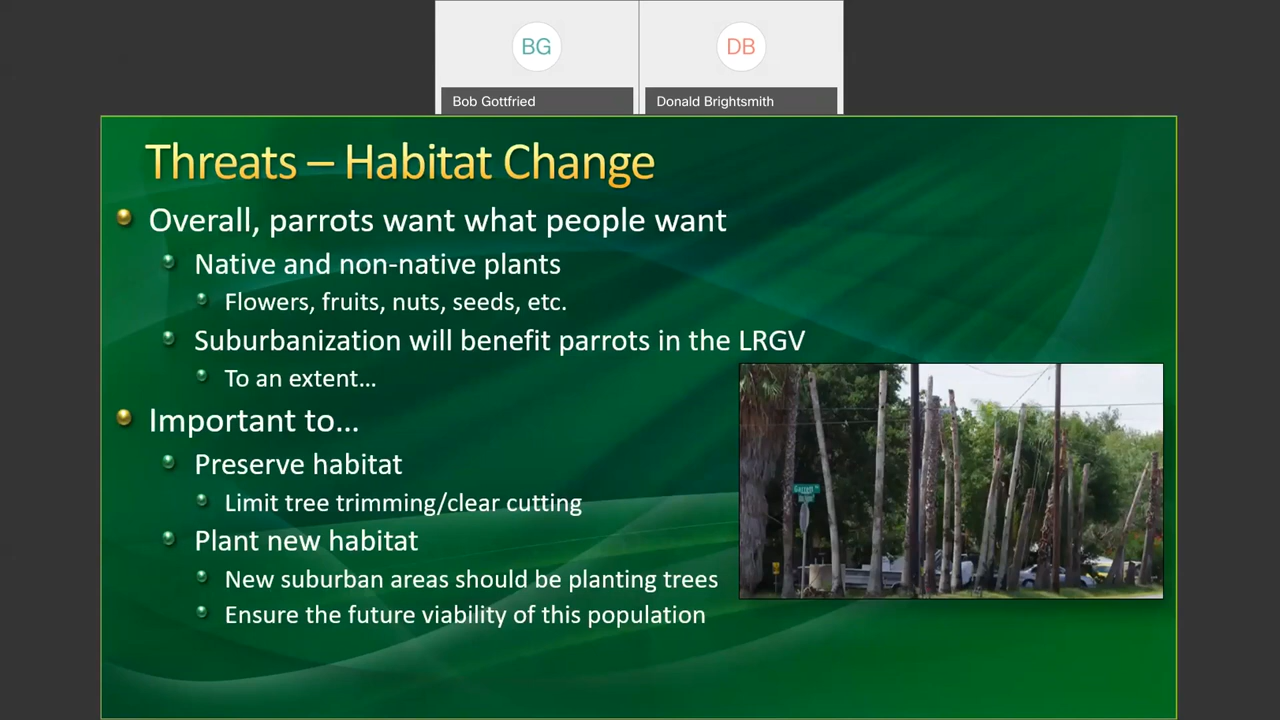 BG
DB
Bob Gottfried
Donald Brightsmith
Threats – Habitat Change
Overall, parrots want what people want
Native and non-native plants
Flowers, fruits, nuts, seeds, etc.
Suburbanization will benefit parrots in the LRGV
To an extent…
Important to…
Preserve habitat
Limit tree trimming/clear cutting
Plant new habitat
New suburban areas should be planting trees
Ensure the future viability of this population